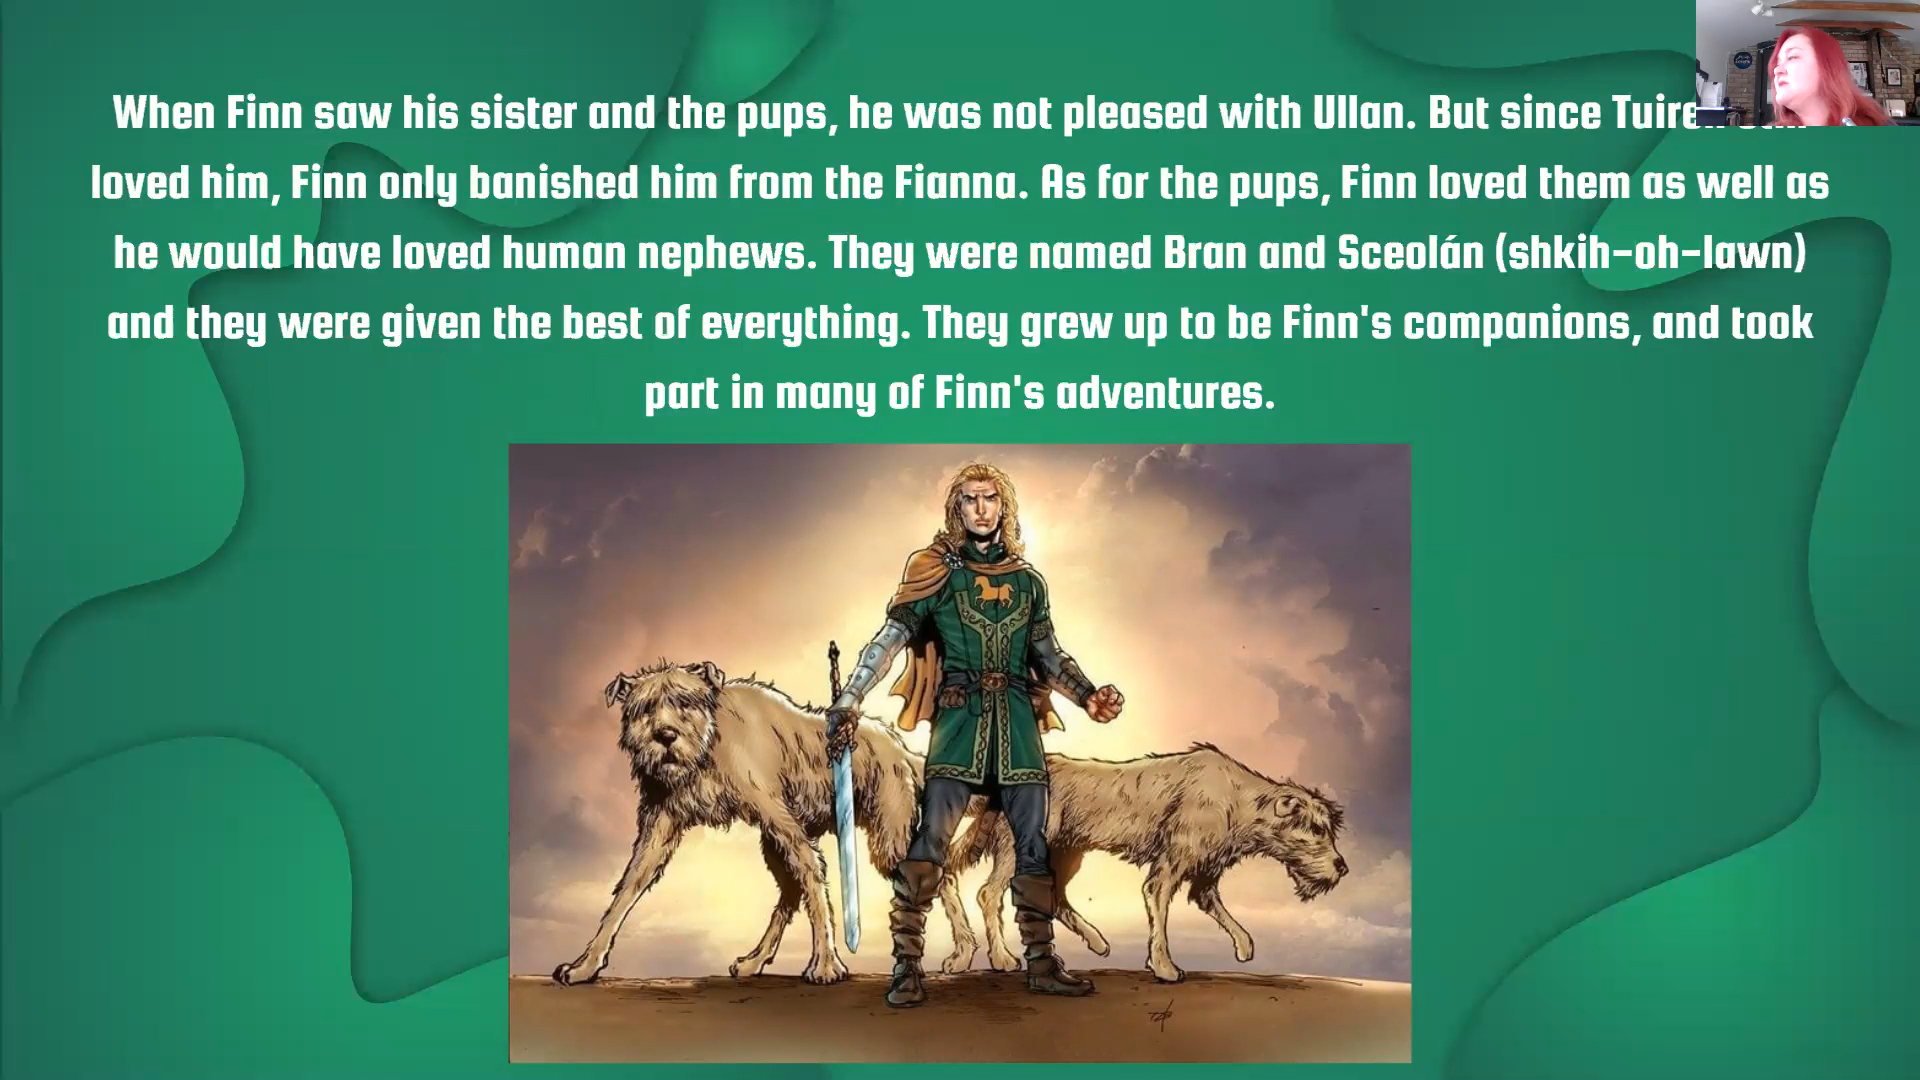 When Finn saw his sister and the pups, he was not pleased with Ullan. But since
loved him, Finn only banished him from the Fianna. As for the pups, Finn loved them as well as
he would have loved human nephews. They were named Bran and Sceolán (shkih-oh-lawn)
and they were given the best of everything. They grew up to be Finn's companions, and took
part in many of Finn's adventures.